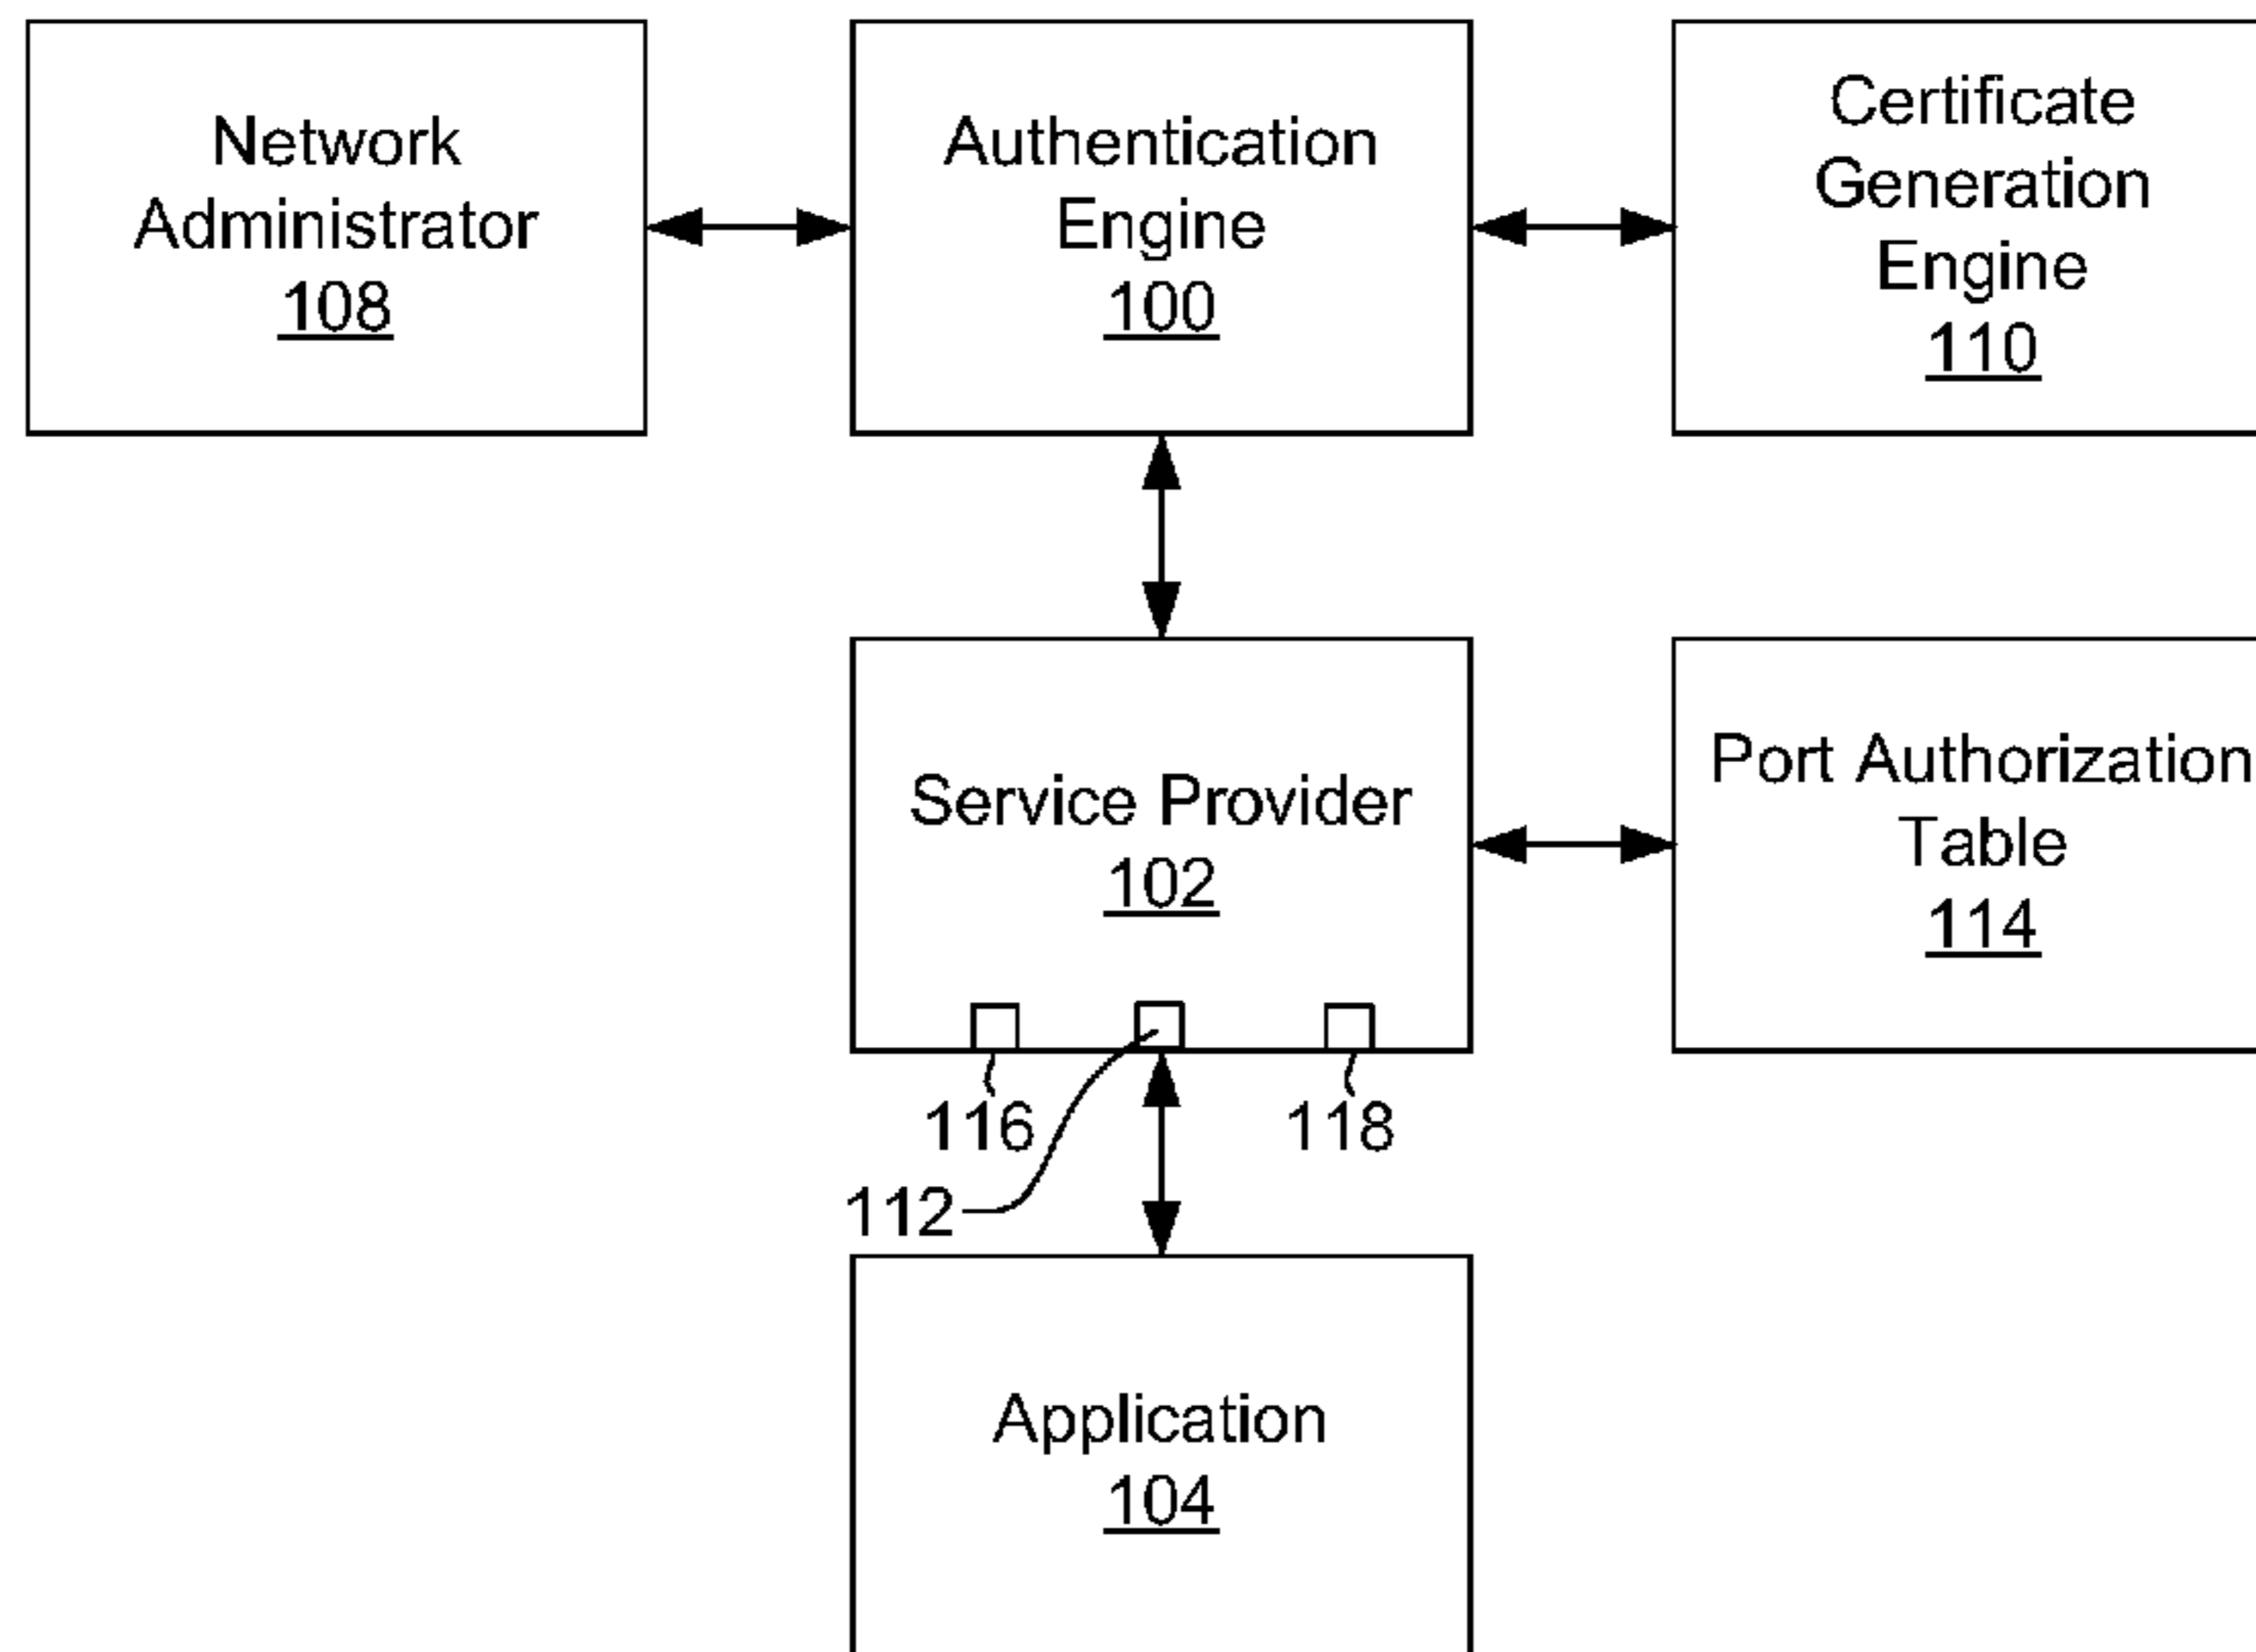 Network
Administrator
108
Authentication
Engine
100
Certificate
Generation
Engine
110
Service Provider
102
Port Authorization
Table
114
116
118
112
Application
104